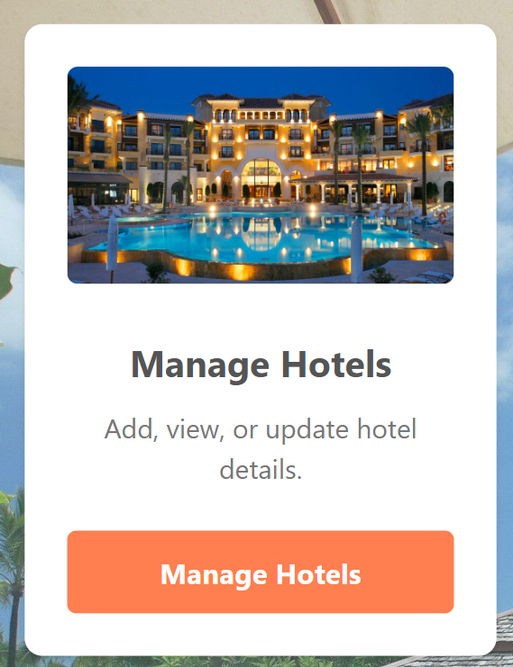 Manage Hotels
Add, view, or update hotel
details.
Manage Hotels